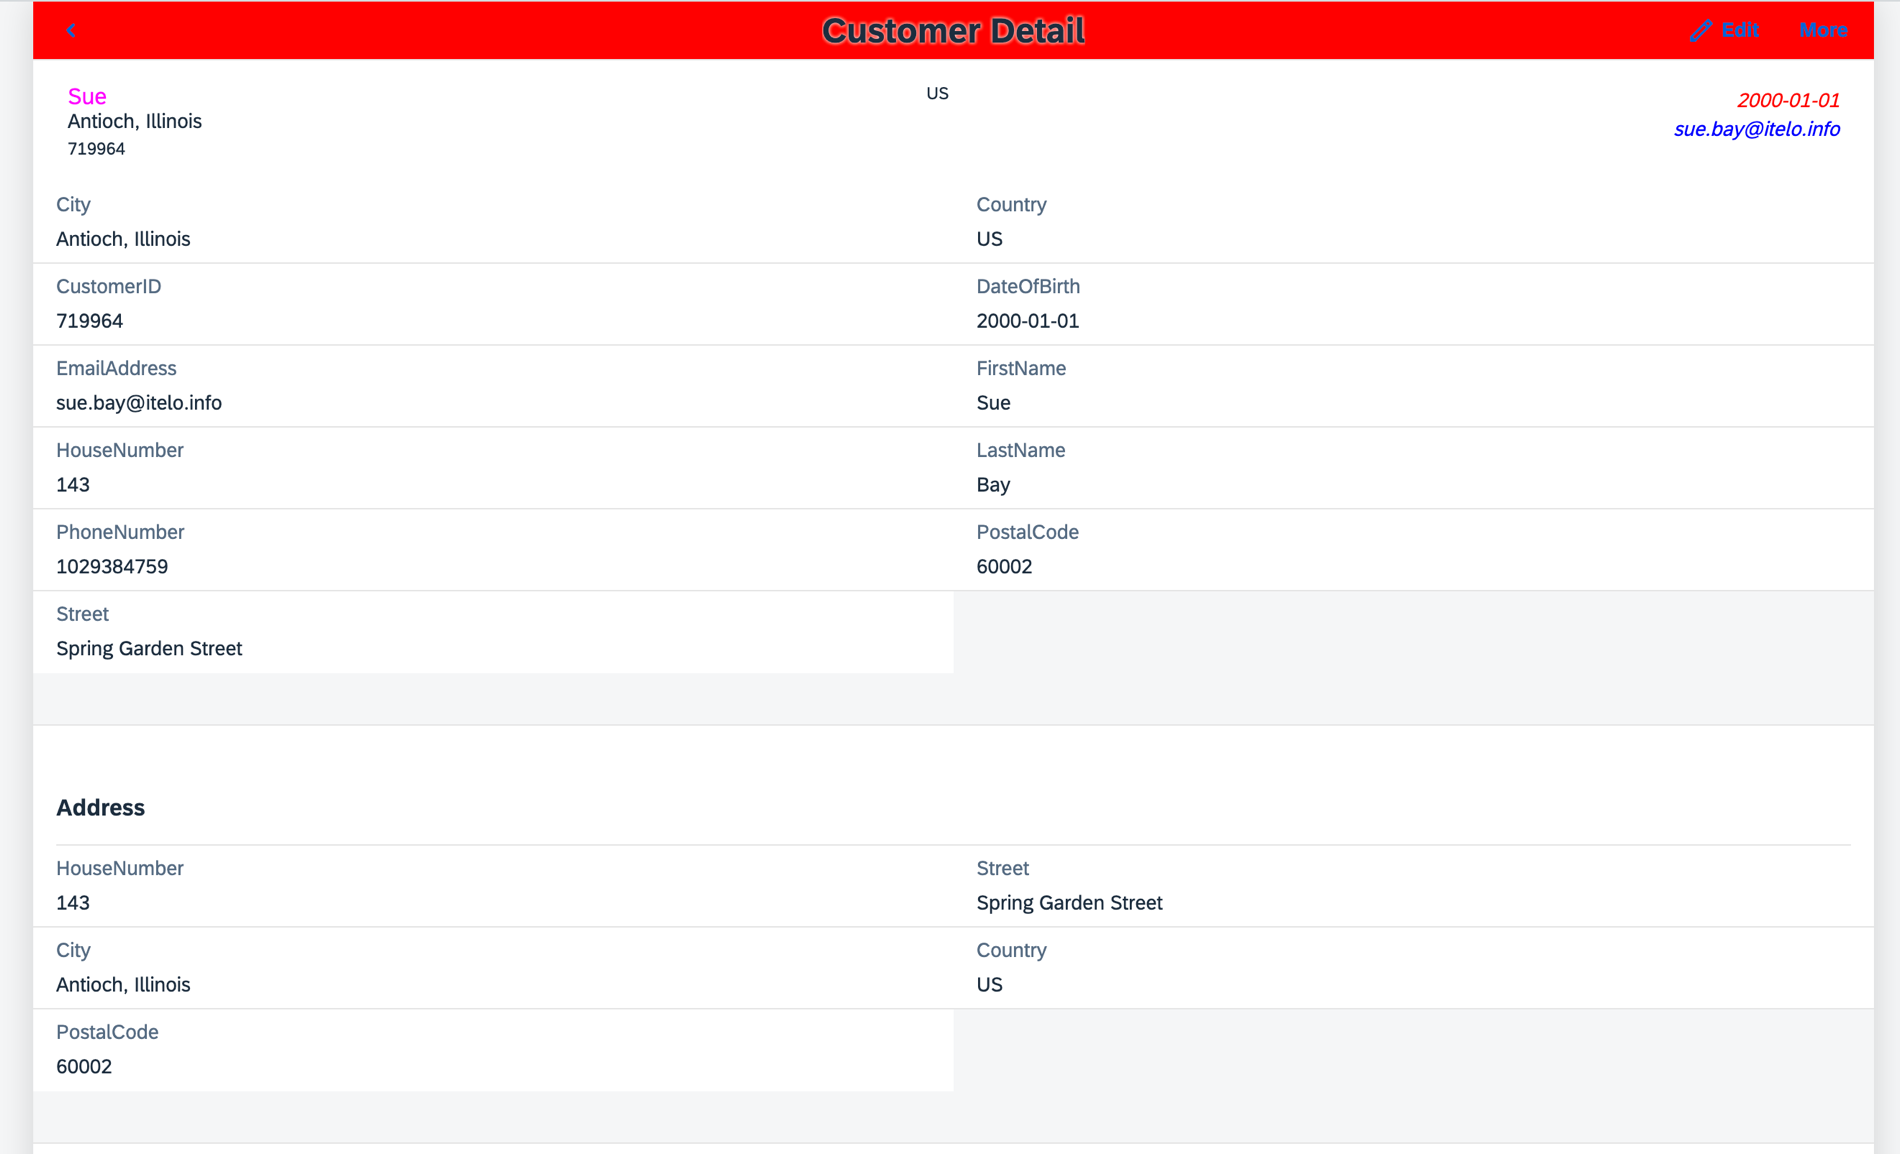 Customer Detail
Edit
More
Sue
US
2000-01-01
Antioch, Illinois
sue.bay@itelo.info
719964
City
Country
Antioch, Illinois
US
CustomerID
DateOfBirth
719964
2000-01-01
EmailAddress
FirstName
sue.bay@itelo.info
Sue
HouseNumber
LastName
143
Bay
PhoneNumber
PostalCode
1029384759
60002
Street
Spring Garden Street
Address
HouseNumber
Street
143
Spring Garden Street
City
Country
Antioch, Illinois
US
PostalCode
60002